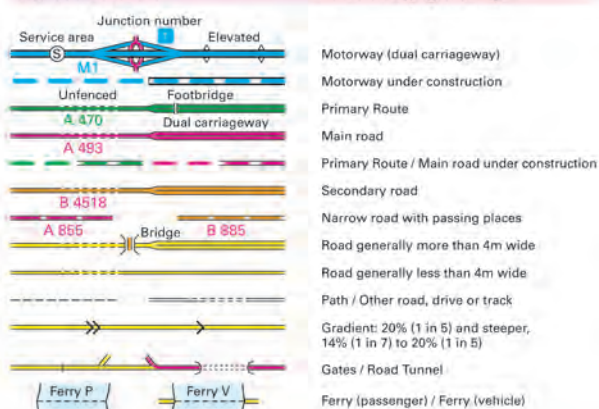 Junction number
Service area S 1 Elevated Motorway (dual carriageway)
M1 Motorway under construction
Unfenced Footbridge
A 470 Primary Route
Dual carriageway Main road
A 493
Primary Route / Main road under construction
Secondary road
B 4518
Narrow road with passing places
A 855 Bridge B 885
Road generally more than 4m wide
Road generally less than 4m wide
Path / Other road, drive or track
Gradient: 20% (1 in 5) and steeper,
14% (1 in 7) to 20% (1 in 5)
Gates / Road Tunnel
Ferry P Ferry V Ferry (passenger) / Ferry (vehicle)